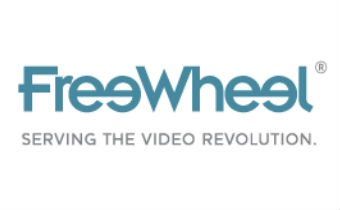 FreeWheel®
SERVING THE VIDEO REVOLUTION.